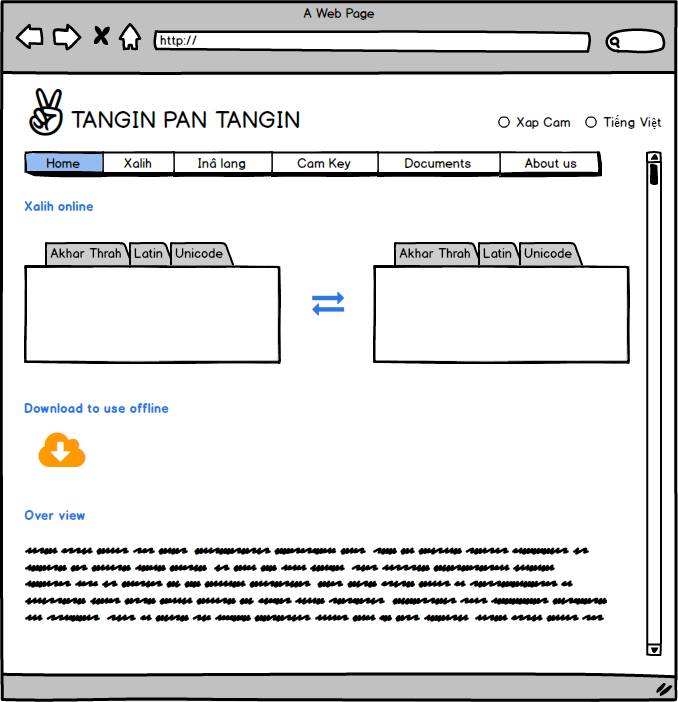 A Web Page
http://
TANGIN PAN TANGIN
Xap Cam Tiếng Việt
Home Xalih Inâ lang Cam Key Documents About us
Xalih online
Akhar Thrah Latin Unicode Akhar Thrah Latin Unicode
Download to use offline
Over view